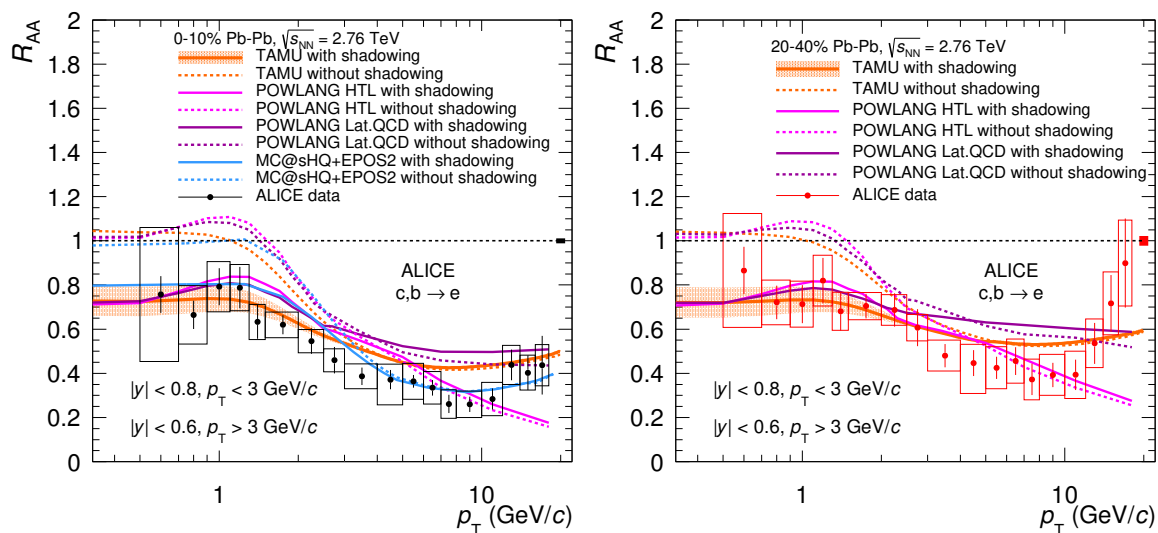 R_AA
2
1.8
1.6
1.4
1.2
1
0.8
0.6
0.4
0.2
0
0-10% Pb-Pb, √s_NN = 2.76 TeV
TAMU with shadowing
TAMU without shadowing
POWLANG HTL with shadowing
POWLANG HTL without shadowing
POWLANG Lat.QCD with shadowing
POWLANG Lat.QCD without shadowing
MC@sHQ+EPOS2 with shadowing
MC@sHQ+EPOS2 without shadowing
ALICE data
ALICE
c,b → e
|y| < 0.8, p_T < 3 GeV/c
|y| < 0.6, p_T > 3 GeV/c
1
10
p_T (GeV/c)
R_AA
2
1.8
1.6
1.4
1.2
1
0.8
0.6
0.4
0.2
0
20-40% Pb-Pb, √s_NN = 2.76 TeV
TAMU with shadowing
TAMU without shadowing
POWLANG HTL with shadowing
POWLANG HTL without shadowing
POWLANG Lat.QCD with shadowing
POWLANG Lat.QCD without shadowing
ALICE data
ALICE
c,b → e
|y| < 0.8, p_T < 3 GeV/c
|y| < 0.6, p_T > 3 GeV/c
1
10
p_T (GeV/c)